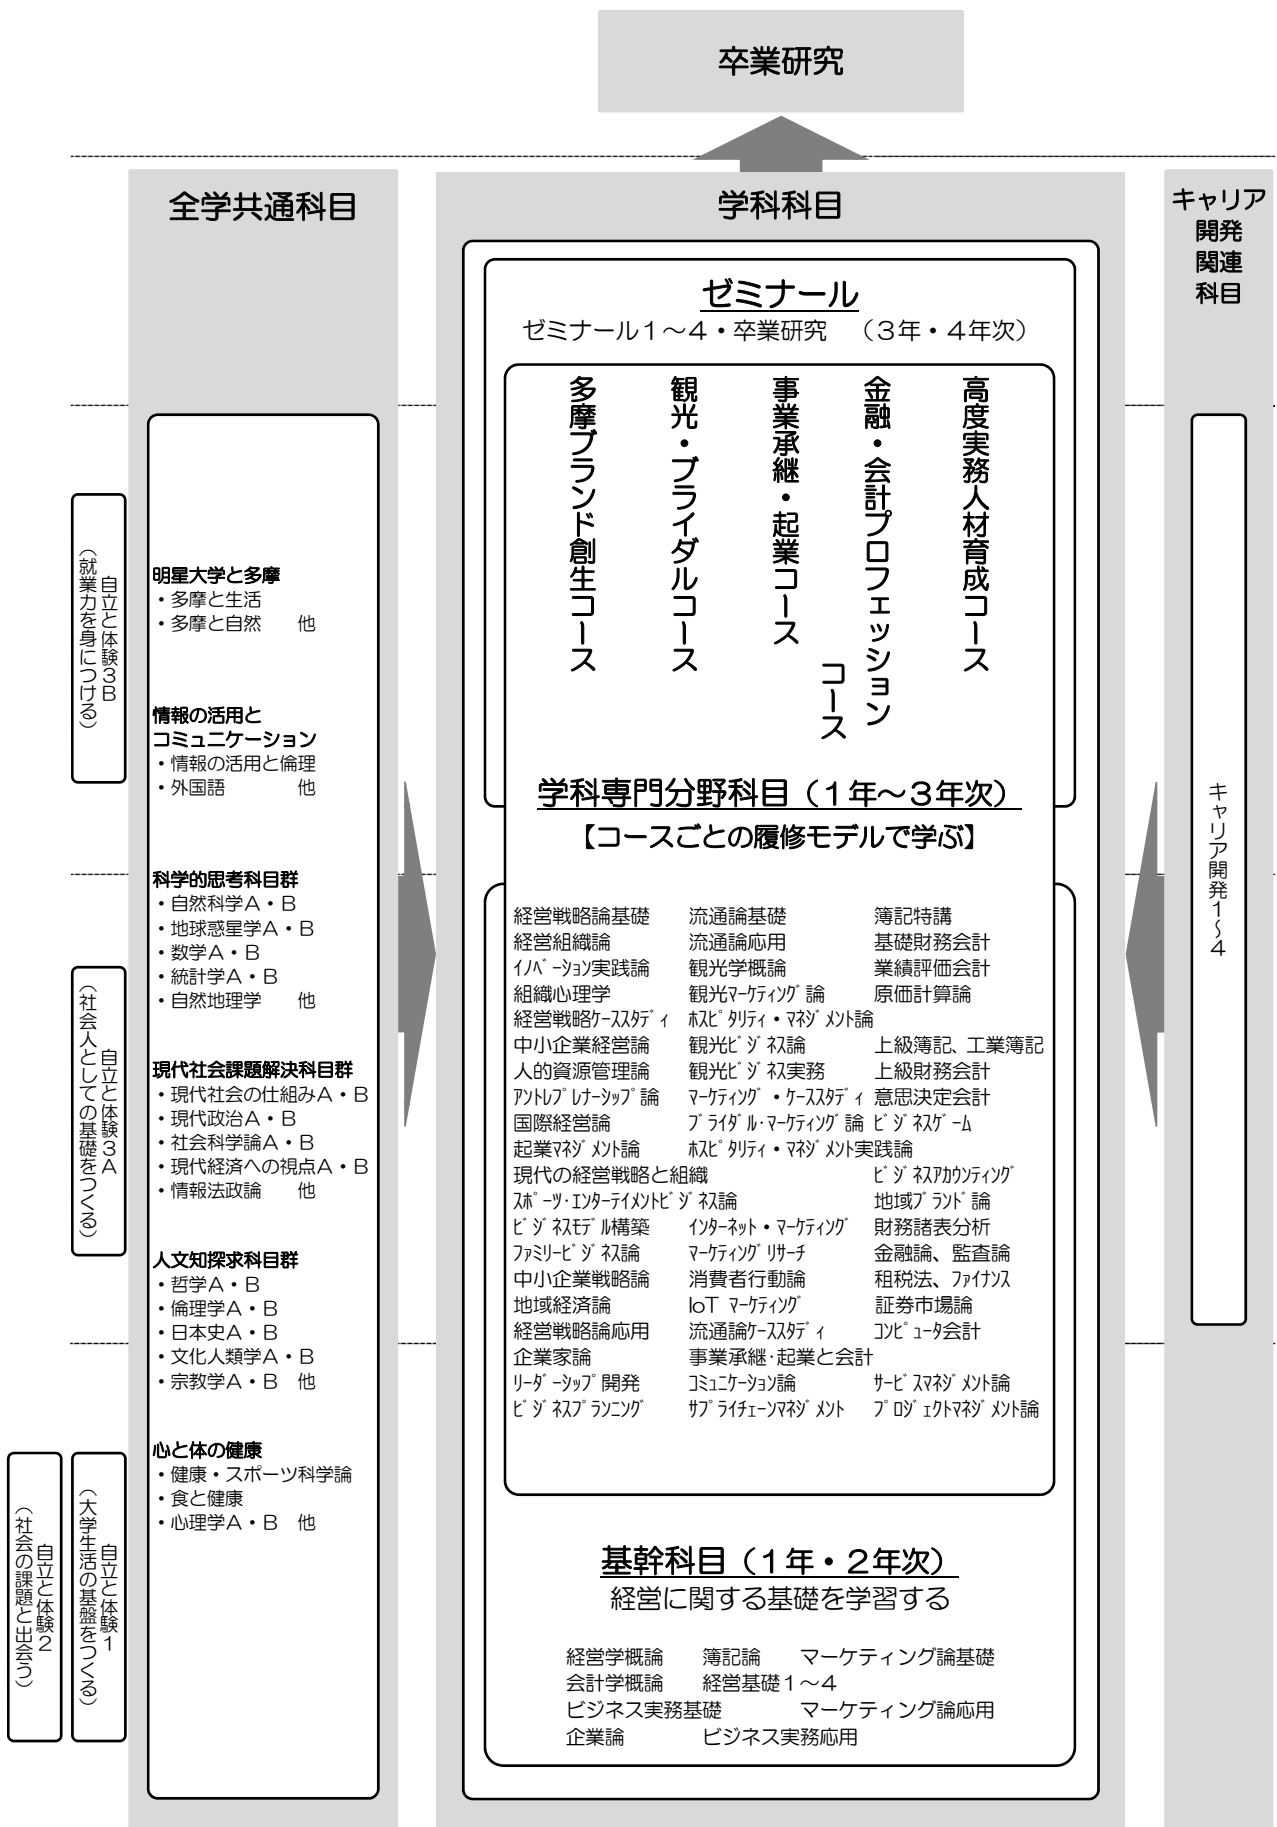 卒業研究
全学共通科目
学科科目
キャリア
開発
関連
科目
ゼミナール
ゼミナール１～４・卒業研究　（３年・４年次）
多摩ブランド創生コース
観光・ブライダルコース
事業承継・起業コース
金融・会計プロフェッション
コース
高度実務人材育成コース
学科専門分野科目（１年～３年次）
【コースごとの履修モデルで学ぶ】
経営戦略論基礎　流通論基礎　簿記特講
経営組織論　流通論応用　基礎財務会計
ｲﾉﾍﾞｰｼｮﾝ実践論　観光学概論　業績評価会計
組織心理学　観光ﾏｰｹﾃｨﾝｸﾞ論　原価計算論
経営戦略ｹｰｽｽﾀﾃﾞｨ　ﾎｽﾋﾟﾀﾘﾃｨ・ﾏﾈｼﾞﾒﾝﾄ論
中小企業経営論　観光ﾋﾞｼﾞﾈｽ論　上級簿記、工業簿記
人的資源管理論　観光ﾋﾞｼﾞﾈｽ実務　上級財務会計
ｱﾝﾄﾚﾌﾟﾚﾅｰｼｯﾌﾟ論　ﾏｰｹﾃｨﾝｸﾞ・ｹｰｽｽﾀﾃﾞｨ　意思決定会計
国際経営論　ﾌﾞﾗｲﾀﾞﾙ･ﾏｰｹﾃｨﾝｸﾞ論　ﾋﾞｼﾞﾈｽｹﾞｰﾑ
起業ﾏﾈｼﾞﾒﾝﾄ論　ﾎｽﾋﾟﾀﾘﾃｨ・ﾏﾈｼﾞﾒﾝﾄ実践論
現代の経営戦略と組織　ﾋﾞｼﾞﾈｽｱｶｳﾝﾃｨﾝｸﾞ
ｽﾎﾟｰﾂ･ｴﾝﾀｰﾃｲﾒﾝﾄﾋﾞｼﾞﾈｽ論　地域ﾌﾞﾗﾝﾄﾞ論
ﾋﾞｼﾞﾈｽﾓﾃﾞﾙ構築　ｲﾝﾀｰﾈｯﾄ・ﾏｰｹﾃｨﾝｸﾞ　財務諸表分析
ﾌｧﾐﾘｰﾋﾞｼﾞﾈｽ論　ﾏｰｹﾃｨﾝｸﾞﾘｻｰﾁ　金融論、監査論
中小企業戦略論　消費者行動論　租税法、ﾌｧｲﾅﾝｽ
地域経済論　IoT ﾏｰｹﾃｨﾝｸﾞ　証券市場論
経営戦略論応用　流通論ｹｰｽｽﾀﾃﾞｨ　ｺﾝﾋﾟｭｰﾀ会計
企業家論　事業承継･起業と会計
ﾘｰﾀﾞｰｼｯﾌﾟ開発　ｺﾐｭﾆｹｰｼｮﾝ論　ｻｰﾋﾞｽﾏﾈｼﾞﾒﾝﾄ論
ﾋﾞｼﾞﾈｽﾌﾟﾗﾝﾆﾝｸﾞ　ｻﾌﾟﾗｲﾁｪｰﾝﾏﾈｼﾞﾒﾝﾄ　ﾌﾟﾛｼﾞｪｸﾄﾏﾈｼﾞﾒﾝﾄ論
基幹科目（１年・２年次）
経営に関する基礎を学習する
経営学概論　簿記論　マーケティング論基礎
会計学概論　経営基礎１～４
ビジネス実務基礎　マーケティング論応用
企業論　ビジネス実務応用
明星大学と多摩
・多摩と生活
・多摩と自然　他
情報の活用と
コミュニケーション
・情報の活用と倫理
・外国語　他
科学的思考科目群
・自然科学Ａ・Ｂ
・地球惑星学Ａ・Ｂ
・数学Ａ・Ｂ
・統計学Ａ・Ｂ
・自然地理学　他
現代社会課題解決科目群
・現代社会の仕組みＡ・Ｂ
・現代政治Ａ・Ｂ
・社会科学論Ａ・Ｂ
・現代経済への視点Ａ・Ｂ
・情報法政論　他
人文知探求科目群
・哲学Ａ・Ｂ
・倫理学Ａ・Ｂ
・日本史Ａ・Ｂ
・文化人類学Ａ・Ｂ
・宗教学Ａ・Ｂ　他
心と体の健康
・健康・スポーツ科学論
・食と健康
・心理学Ａ・Ｂ　他
自立と体験３Ｂ
（就業力を身につける）
自立と体験３Ａ
（社会人としての基礎をつくる）
自立と体験１
（大学生活の基盤をつくる）
自立と体験２
（社会の課題と出会う）
キャリア開発１～４